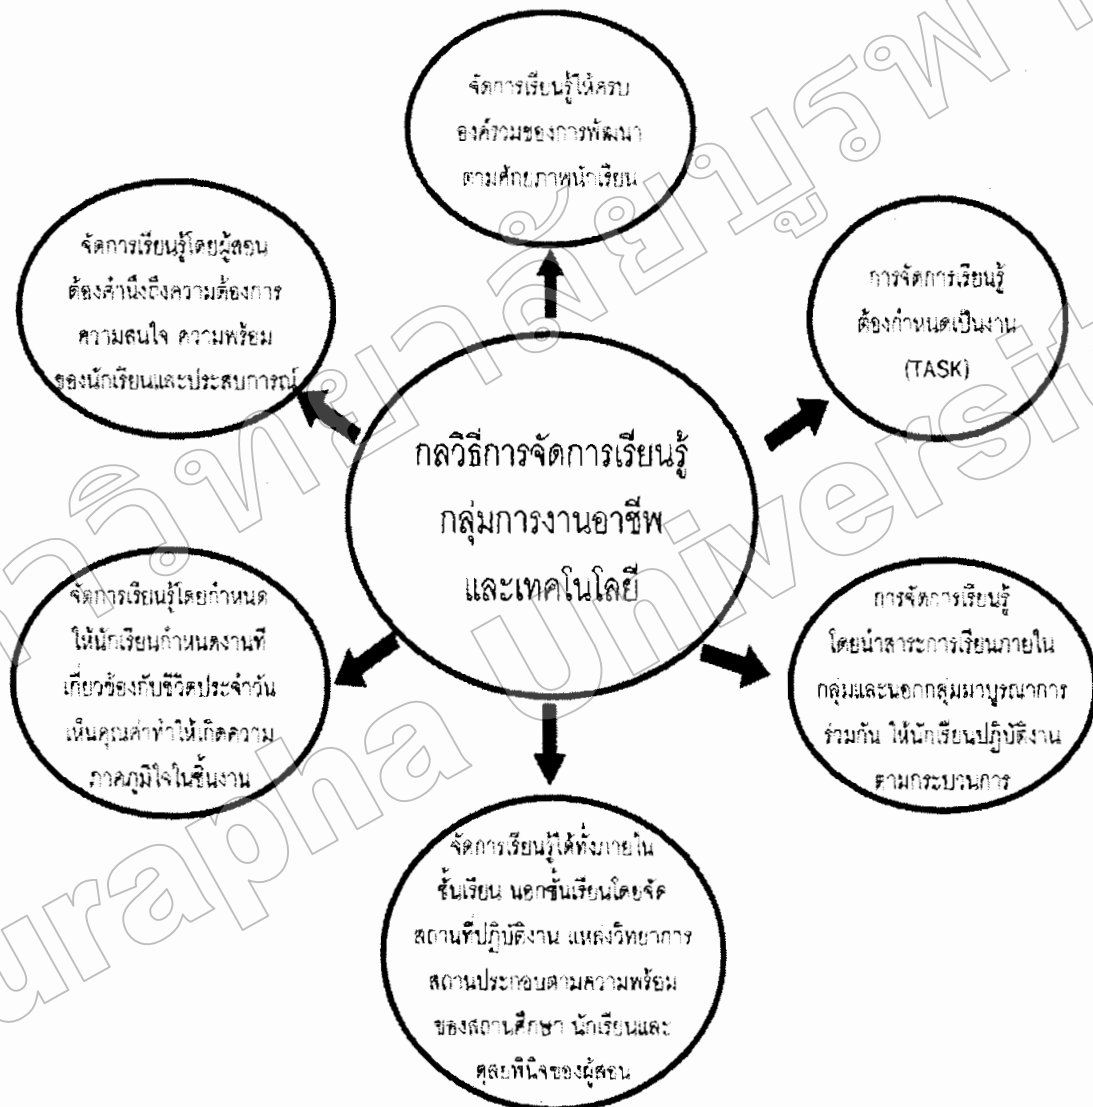 จัดการเรียนรู้ให้ครบ
องค์รวมของการพัฒนา
ตามศักยภาพนักเรียน
จัดการเรียนรู้โดยผู้สอน
ต้องคำนึงถึงความต้องการ
ความสนใจ ความพร้อม
ของนักเรียนและประสบการณ์
การจัดการเรียนรู้
ต้องกำหนดเป็นงาน
(TASK)
กลวิธีการจัดการเรียนรู้
กลุ่มการงานอาชีพ
และเทคโนโลยี
จัดการเรียนรู้โดยกำหนด
ให้นักเรียนกำหนดงานที่
เกี่ยวข้องกับชีวิตประจำวัน
เห็นคุณค่าทำให้เกิดความ
ภาคภูมิใจในชิ้นงาน
การจัดการเรียนรู้
โดยนำสาระการเรียนภายใน
กลุ่มและนอกกลุ่มมาบูรณาการ
ร่วมกัน ให้นักเรียนปฏิบัติงาน
ตามกระบวนการ
จัดการเรียนรู้ได้ทั้งภายใน
ชั้นเรียน นอกชั้นเรียนโดยจัด
สถานที่ปฏิบัติงาน แหล่งวิทยาการ
สถานประกอบตามความพร้อม
ของสถานศึกษา นักเรียนและ
ดุลยพินิจของผู้สอน
urapha Universit
าวิทยาลัยบูรพา